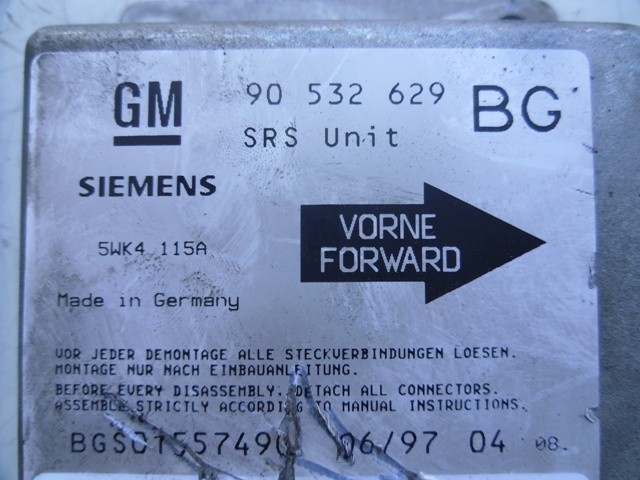 GM 90 532 629 BG
SRS Unit
SIEMENS
VORNE
FORWARD
5WK4 115A
Made in Germany
VOR JEDER DEMONTAGE ALLE STECKVERBINDUNGEN LOESEN.
MONTAGE NUR NACH EINBAUANLEITUNG.
BEFORE EVERY DISASSEMBLY. DETACH ALL CONNECTORS.
ASSEMBLE STRICTLY ACCORDING TO MANUAL INSTRUCTIONS.
06/97 04 08.